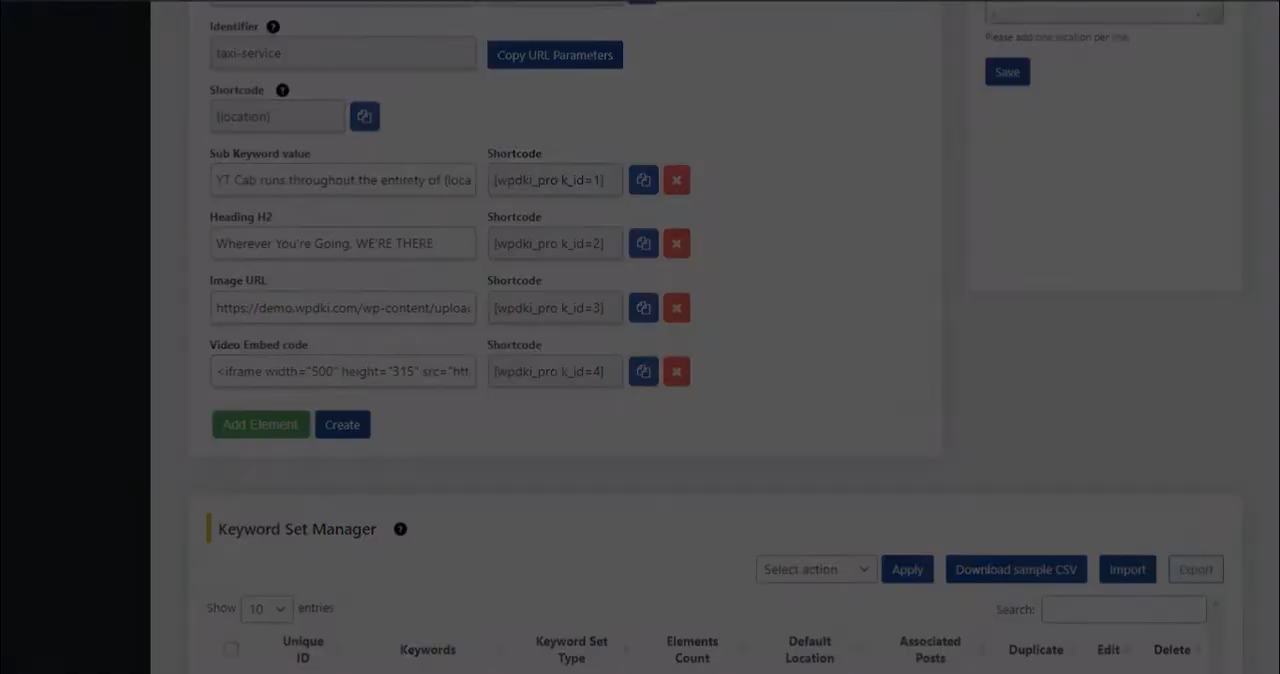 Identifier
taxi-service
Copy URL Parameters
Please add one location per line.
Save
Shortcode
{location}
Sub Keyword value
Shortcode
YT Cab runs throughout the entirety of {loca
[wpdki_pro k_id=1]
Heading H2
Shortcode
Wherever You're Going, WE'RE THERE
[wpdki_pro k_id=2]
Image URL
Shortcode
https://demo.wpdki.com/wp-content/uploa
[wpdki_pro k_id=3]
Video Embed code
Shortcode
<iframe width="500" height="315" src="htt
[wpdki_pro k_id=4]
Add Element
Create
Keyword Set Manager
Select action
Apply
Download sample CSV
Import
Export
Show 10 entries
Search:
Unique ID
Keywords
Keyword Set Type
Elements Count
Default Location
Associated Posts
Duplicate
Edit
Delete